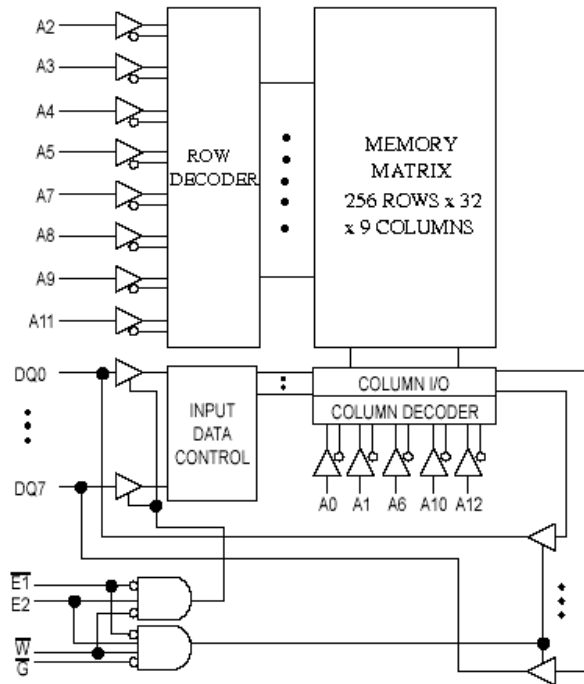 A2
A3
A4
A5
A7
A8
A9
A11
ROW
DECODER
MEMORY
MATRIX
256 ROWS x 32
x 9 COLUMNS
DQ0
DQ7
INPUT
DATA
CONTROL
COLUMN I/O
COLUMN DECODER
A0 A1 A6 A10 A12
E1
E2
W
G